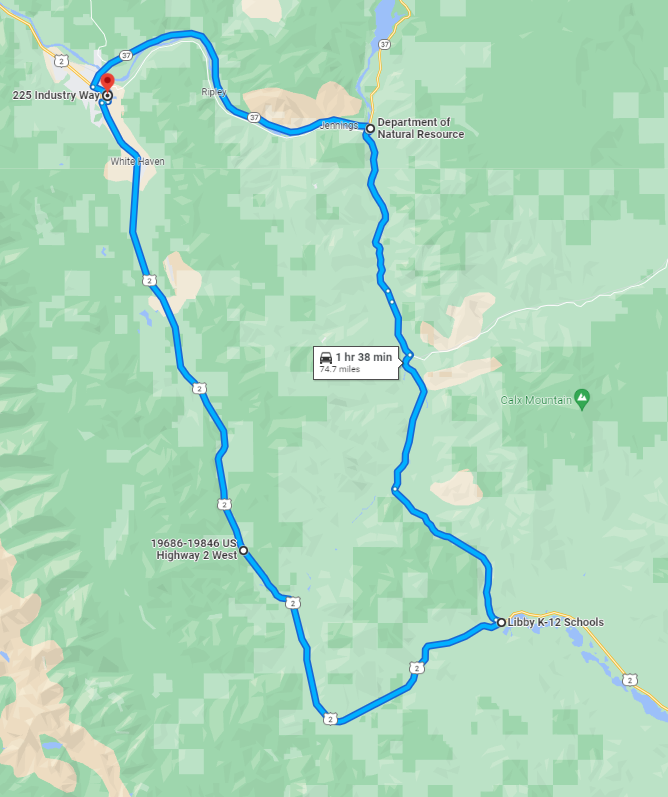 37
2
37
225 Industry Way
Ripley
37
Jennings
Department of
Natural Resource
White Haven
2
1 hr 38 min
74.7 miles
2
Calx Mountain
2
19686-19846 US
Highway 2 West
2
Libby K-12 Schools
2
2
2